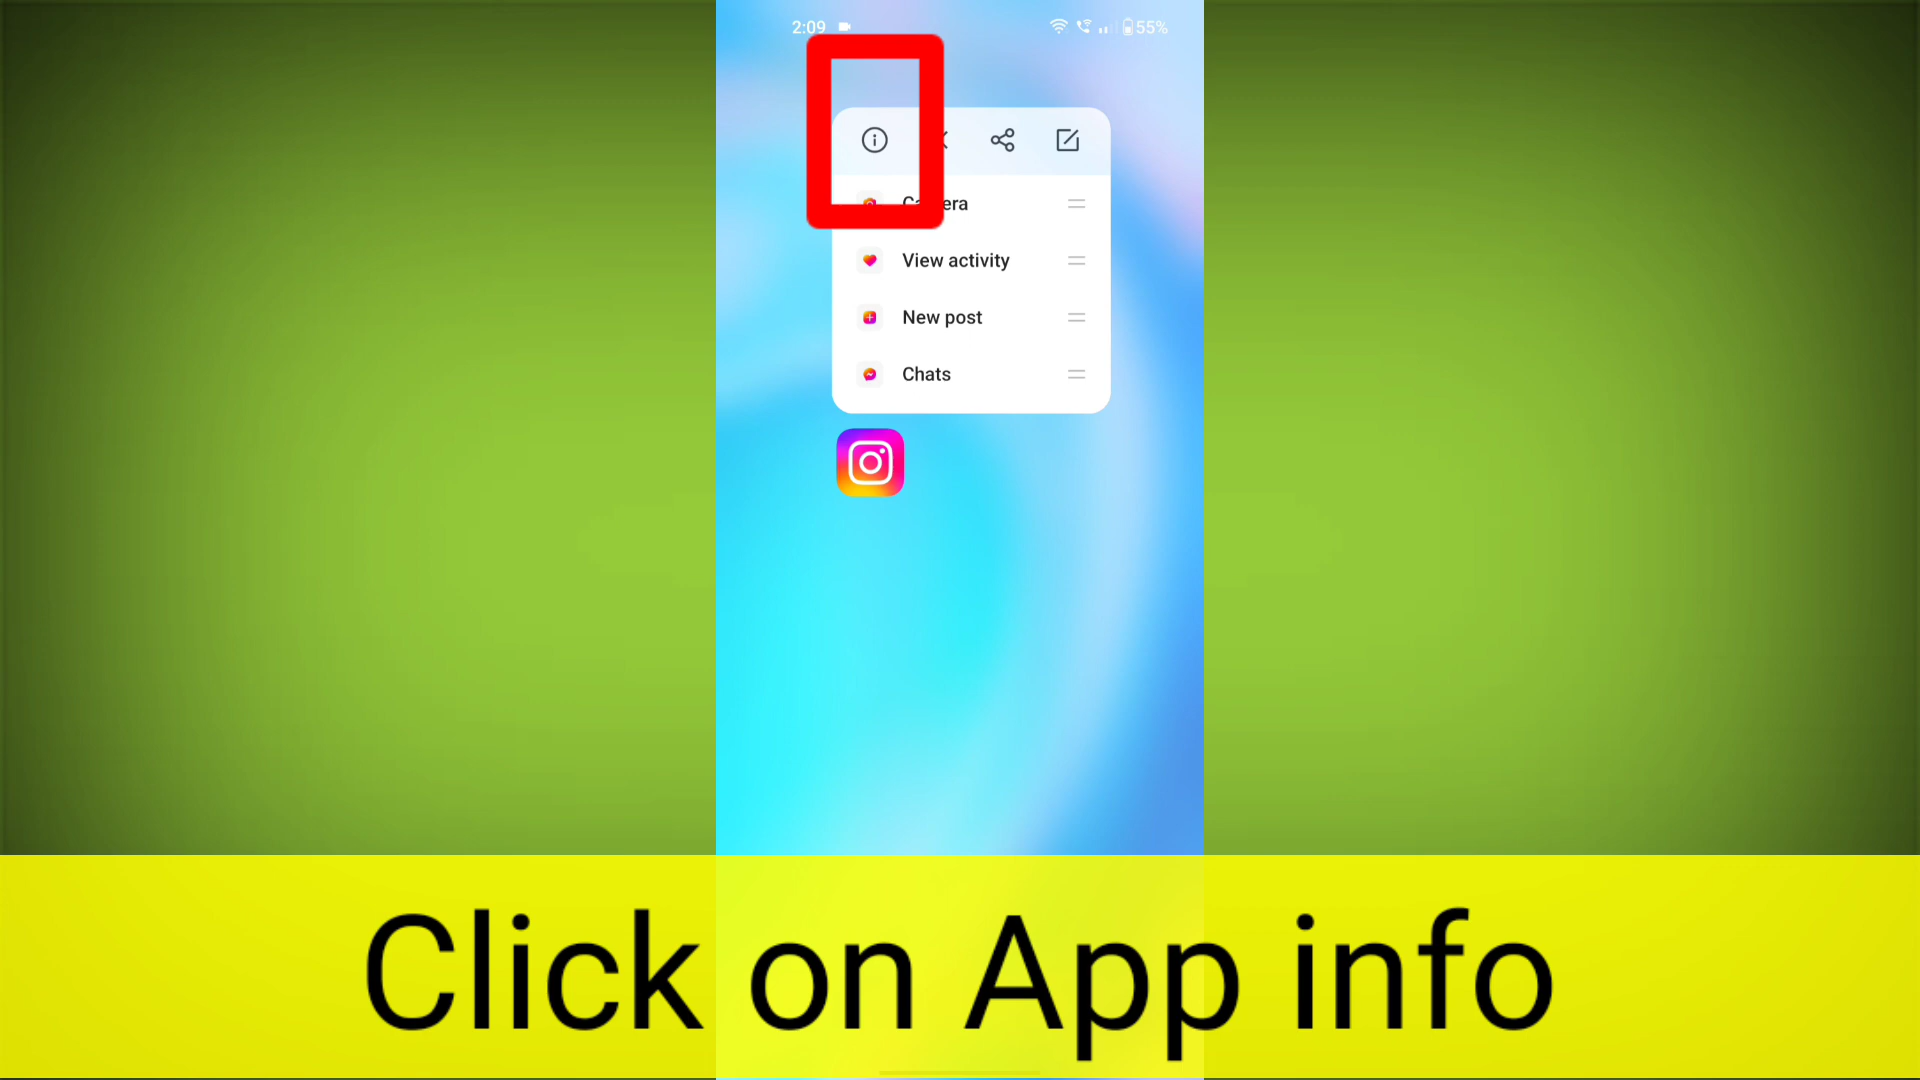 2:09
55%
Camera
View activity
New post
Chats
Click on App info